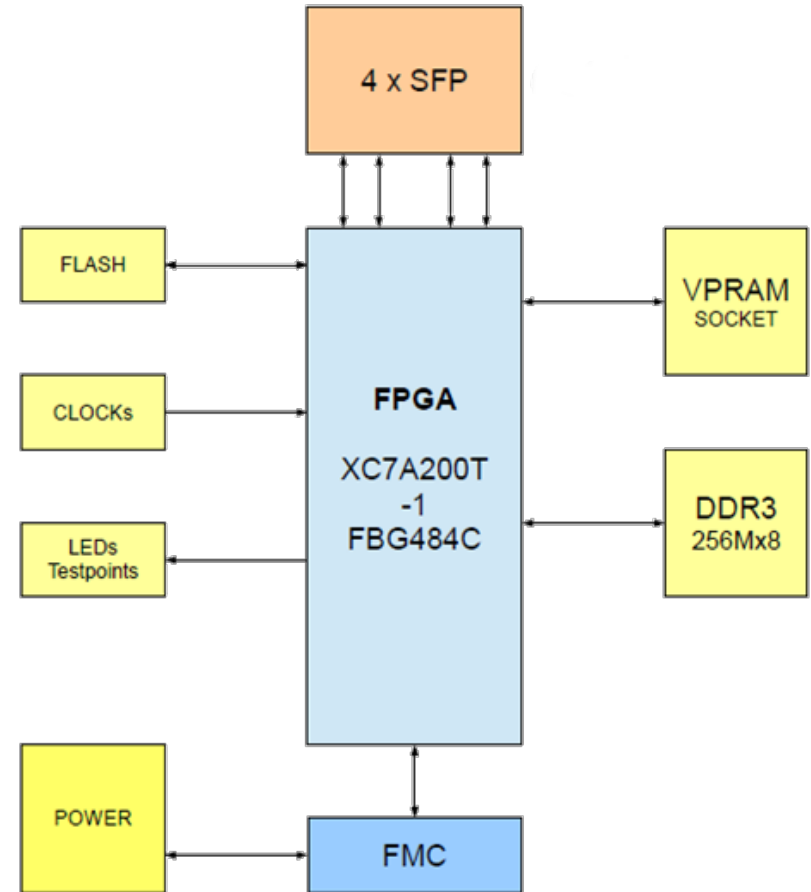 4 x SFP
FLASH
CLOCKs
LEDs
Testpoints
POWER
FPGA
XC7A200T
-1
FBG484C
FMC
VPRAM
SOCKET
DDR3
256Mx8